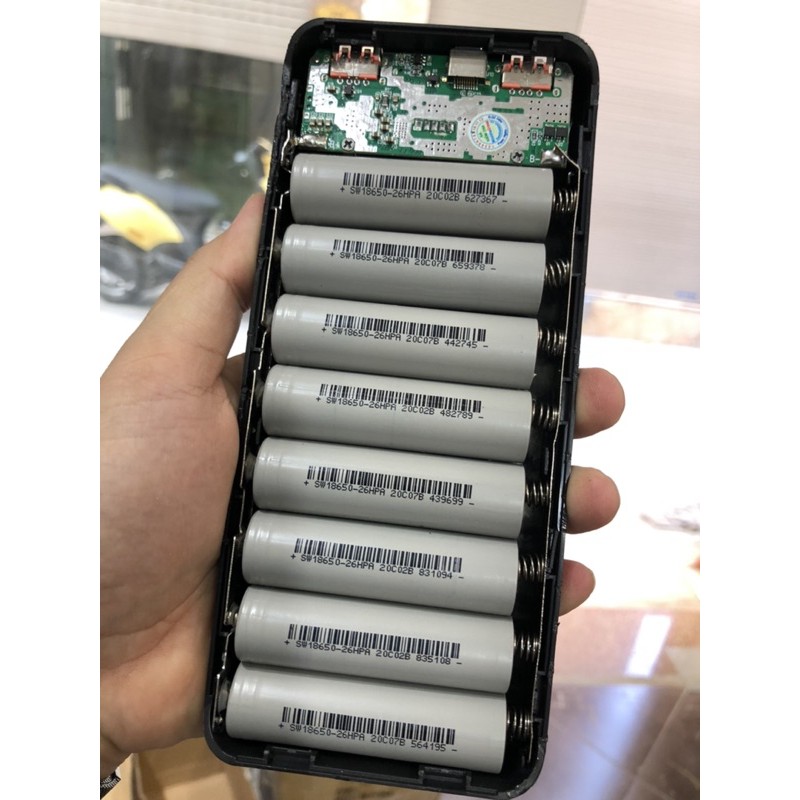 B-
+ SW18650-26HPA 20C02B 627367 -
+ SW18650-26HPA 20C07B 659378 -
+ SW18650-26HPA 20C07B 442745 -
+ SW18650-26HPA 20C02B 482789 -
+ SW18650-26HPA 20C07B 439699 -
+ SW18650-26HPA 20C02B 831094 -
+ SW18650-26HPA 20C02B 835108 -
+ SW18650-26HPA 20C07B 564195 -